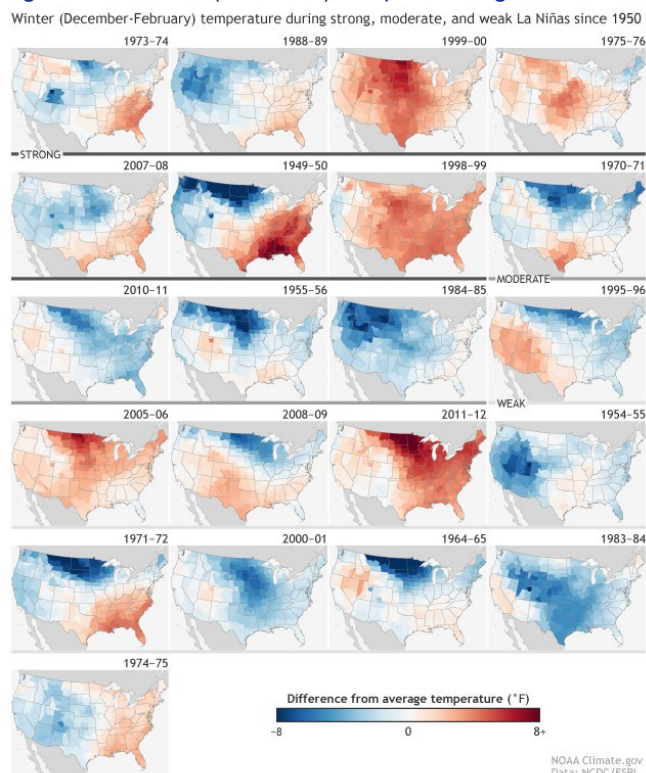 Winter (December-February) temperature during strong, moderate, and weak La Niñas since 1950
1973-74
1988-89
1999-00
1975-76
STRONG
2007-08
1949-50
1998-99
1970-71
MODERATE
2010-11
1955-56
1984-85
1995-96
WEAK
2005-06
2008-09
2011-12
1954-55
1971-72
2000-01
1964-65
1983-84
1974-75
Difference from average temperature (°F)
-8 0 8+
NOAA Climate.gov
Data: NCDC/ESRL